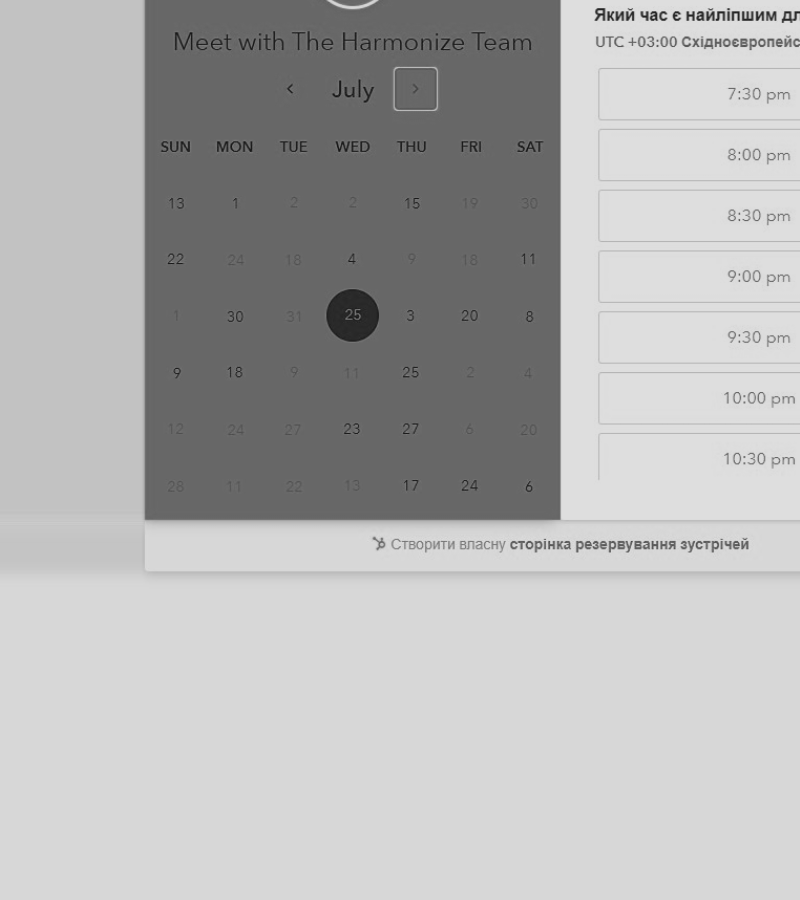 Meet with The Harmonize Team
July
SUN MON TUE WED THU FRI SAT
13 1 2 2 15 19 30
22 24 18 4 9 18 11
1 30 31 25 3 20 8
9 18 9 11 25 2 4
12 24 27 23 27 6 20
28 11 22 13 17 24 6
Який час є найліпшим
UTC +03:00
7:30 pm
8:00 pm
8:30 pm
9:00 pm
9:30 pm
10:00 pm
10:30 pm
Створити власну сторінка резервування зустрічей